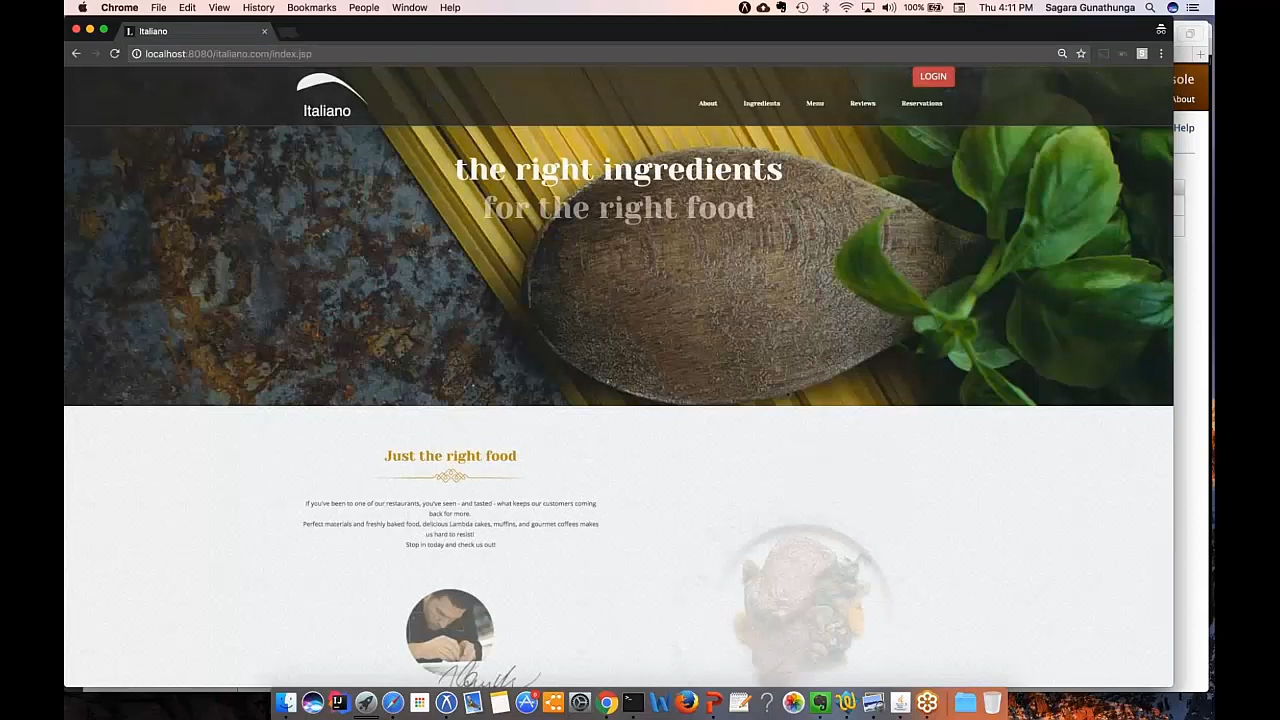 Chrome File Edit View History Bookmarks People Window Help 100% Thu 4:11 PM Sagara Gunathunga
Italiano
localhost:8080/italiano.com/index.jsp
LOGIN
Italiano
About Ingredients Menu Reviews Reservations
the right ingredients
for the right food
Just the right food
If you've been to one of our restaurants, you've seen - and tasted - what keeps our customers coming
back for more.
Perfect materials and freshly baked food, delicious Lambda cakes, muffins, and gourmet coffees makes
us hard to resist!
Stop in today and check us out!
sole
About
Help